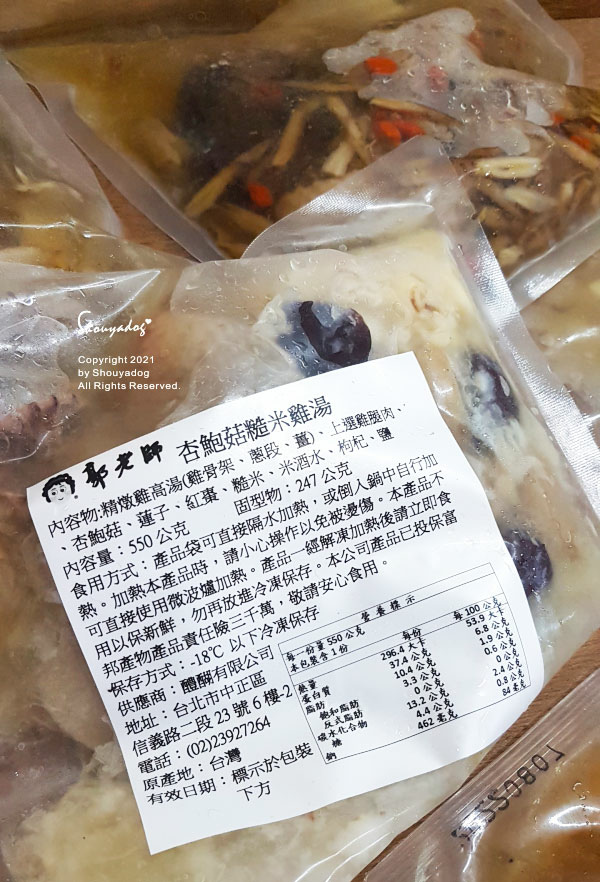 Shouyadog
Copyright 2021
by Shouyadog
All Rights Reserved.
郭老師 杏鮑菇糙米雞湯
內容物:精燉雞高湯(雞骨架、蔥段、薑)、上選雞腿肉、
、杏鮑菇、蓮子、紅棗、糙米、米酒水、枸杞、鹽
內容量：550 公克 固型物：247 公克
食用方式：產品袋可直接隔水加熱，或倒人鍋中自行加
熱。加熱本產品時，請小心操作以免被燙傷。本產品不
可直接使用微波爐加熱。產品一經解凍加熱後請立即食
用以保新鮮，勿再放進冷凍保存。本公司產品已投保富
邦產物產品責任險三千萬，敬請安心食用。
保存方式：-18℃ 以下冷凍保存
供應商：醴醐有限公司
地址：台北市中正區
信義路二段 23 號 6 樓-2
電話：(02)23927264
原產地：台灣
有效日期：標示於包裝
下方
營養標示
每一份量 550 公克
本包裝含 1 份
每份 每 100 公克
熱量 296.4 大卡 53.9 大卡
蛋白質 37.4 公克 6.8 公克
脂肪 10.4 公克 1.9 公克
飽和脂肪 3.3 公克 0.6 公克
反式脂肪 0 公克 0 公克
碳水化合物 13.2 公克 2.4 公克
糖 4.4 公克 0.8 公克
鈉 462 毫克 84 毫克